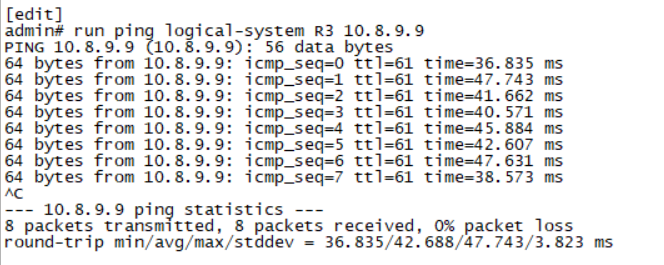 [edit]
admin# run ping logical-system R3 10.8.9.9
PING 10.8.9.9 (10.8.9.9): 56 data bytes
64 bytes from 10.8.9.9: icmp_seq=0 ttl=61 time=36.835 ms
64 bytes from 10.8.9.9: icmp_seq=1 ttl=61 time=47.743 ms
64 bytes from 10.8.9.9: icmp_seq=2 ttl=61 time=41.662 ms
64 bytes from 10.8.9.9: icmp_seq=3 ttl=61 time=40.571 ms
64 bytes from 10.8.9.9: icmp_seq=4 ttl=61 time=45.884 ms
64 bytes from 10.8.9.9: icmp_seq=5 ttl=61 time=42.607 ms
64 bytes from 10.8.9.9: icmp_seq=6 ttl=61 time=47.631 ms
64 bytes from 10.8.9.9: icmp_seq=7 ttl=61 time=38.573 ms
^C
--- 10.8.9.9 ping statistics ---
8 packets transmitted, 8 packets received, 0% packet loss
round-trip min/avg/max/stddev = 36.835/42.688/47.743/3.823 ms